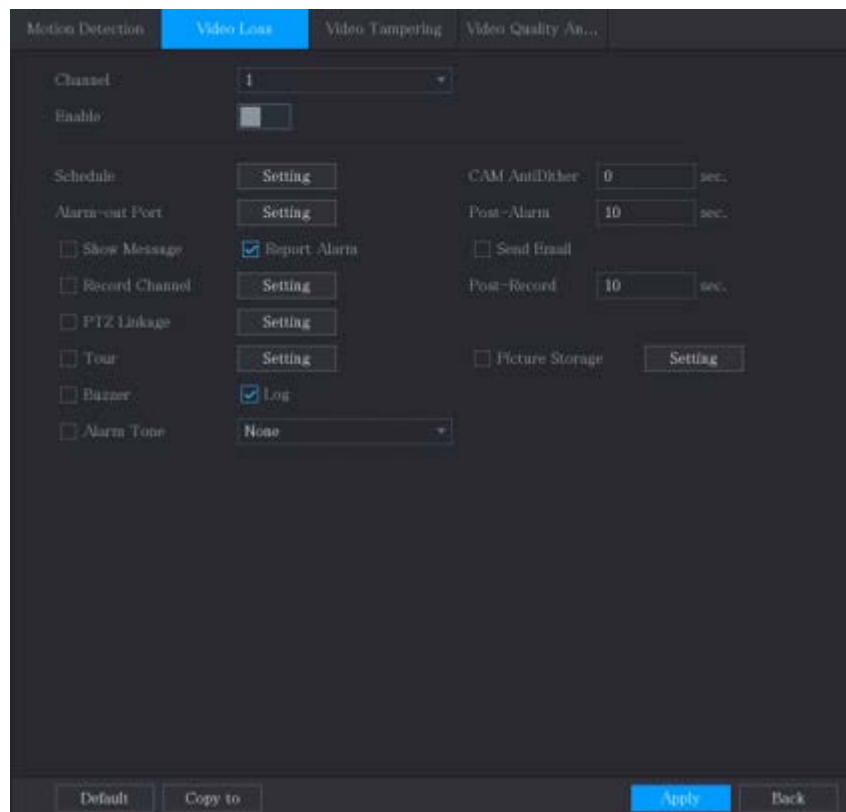 Motion Detection Video Loss Video Tampering Video Quality An...
Channel 1
Enable
Schedule Setting CAM AntiDither 0 sec.
Alarm-out Port Setting Post-Alarm 10 sec.
Show Message Report Alarm Send Email
Record Channel Setting Post-Record 10 sec.
PTZ Linkage Setting
Tour Setting Picture Storage Setting
Buzzer Log
Alarm Tone None
Default Copy to Apply Back